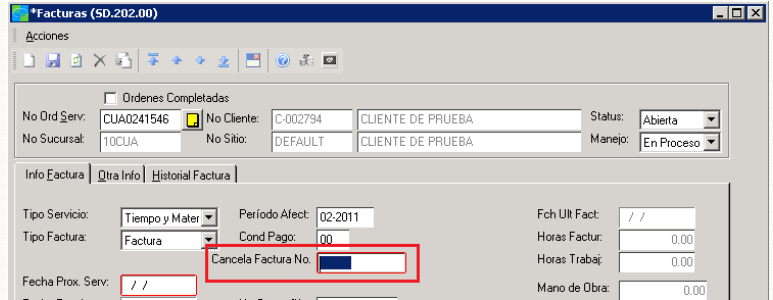 *Facturas (SD.202.00)
Acciones
Ordenes Completadas
No Ord Serv: CUA0241546 No Cliente: C-002794 CLIENTE DE PRUEBA Status: Abierta
No Sucursal: 10CUA No Sitio: DEFAULT CLIENTE DE PRUEBA Manejo: En Proceso
Info Factura Otra Info Historial Factura
Tipo Servicio: Tiempo y Mater Período Afect: 02-2011 Fch Ult Fact: / /
Tipo Factura: Factura Cond Pago: 00 Horas Factur: 0.00
Cancela Factura No. Horas Trabaj: 0.00
Fecha Prox. Serv: / / Mano de Obra: 0.00